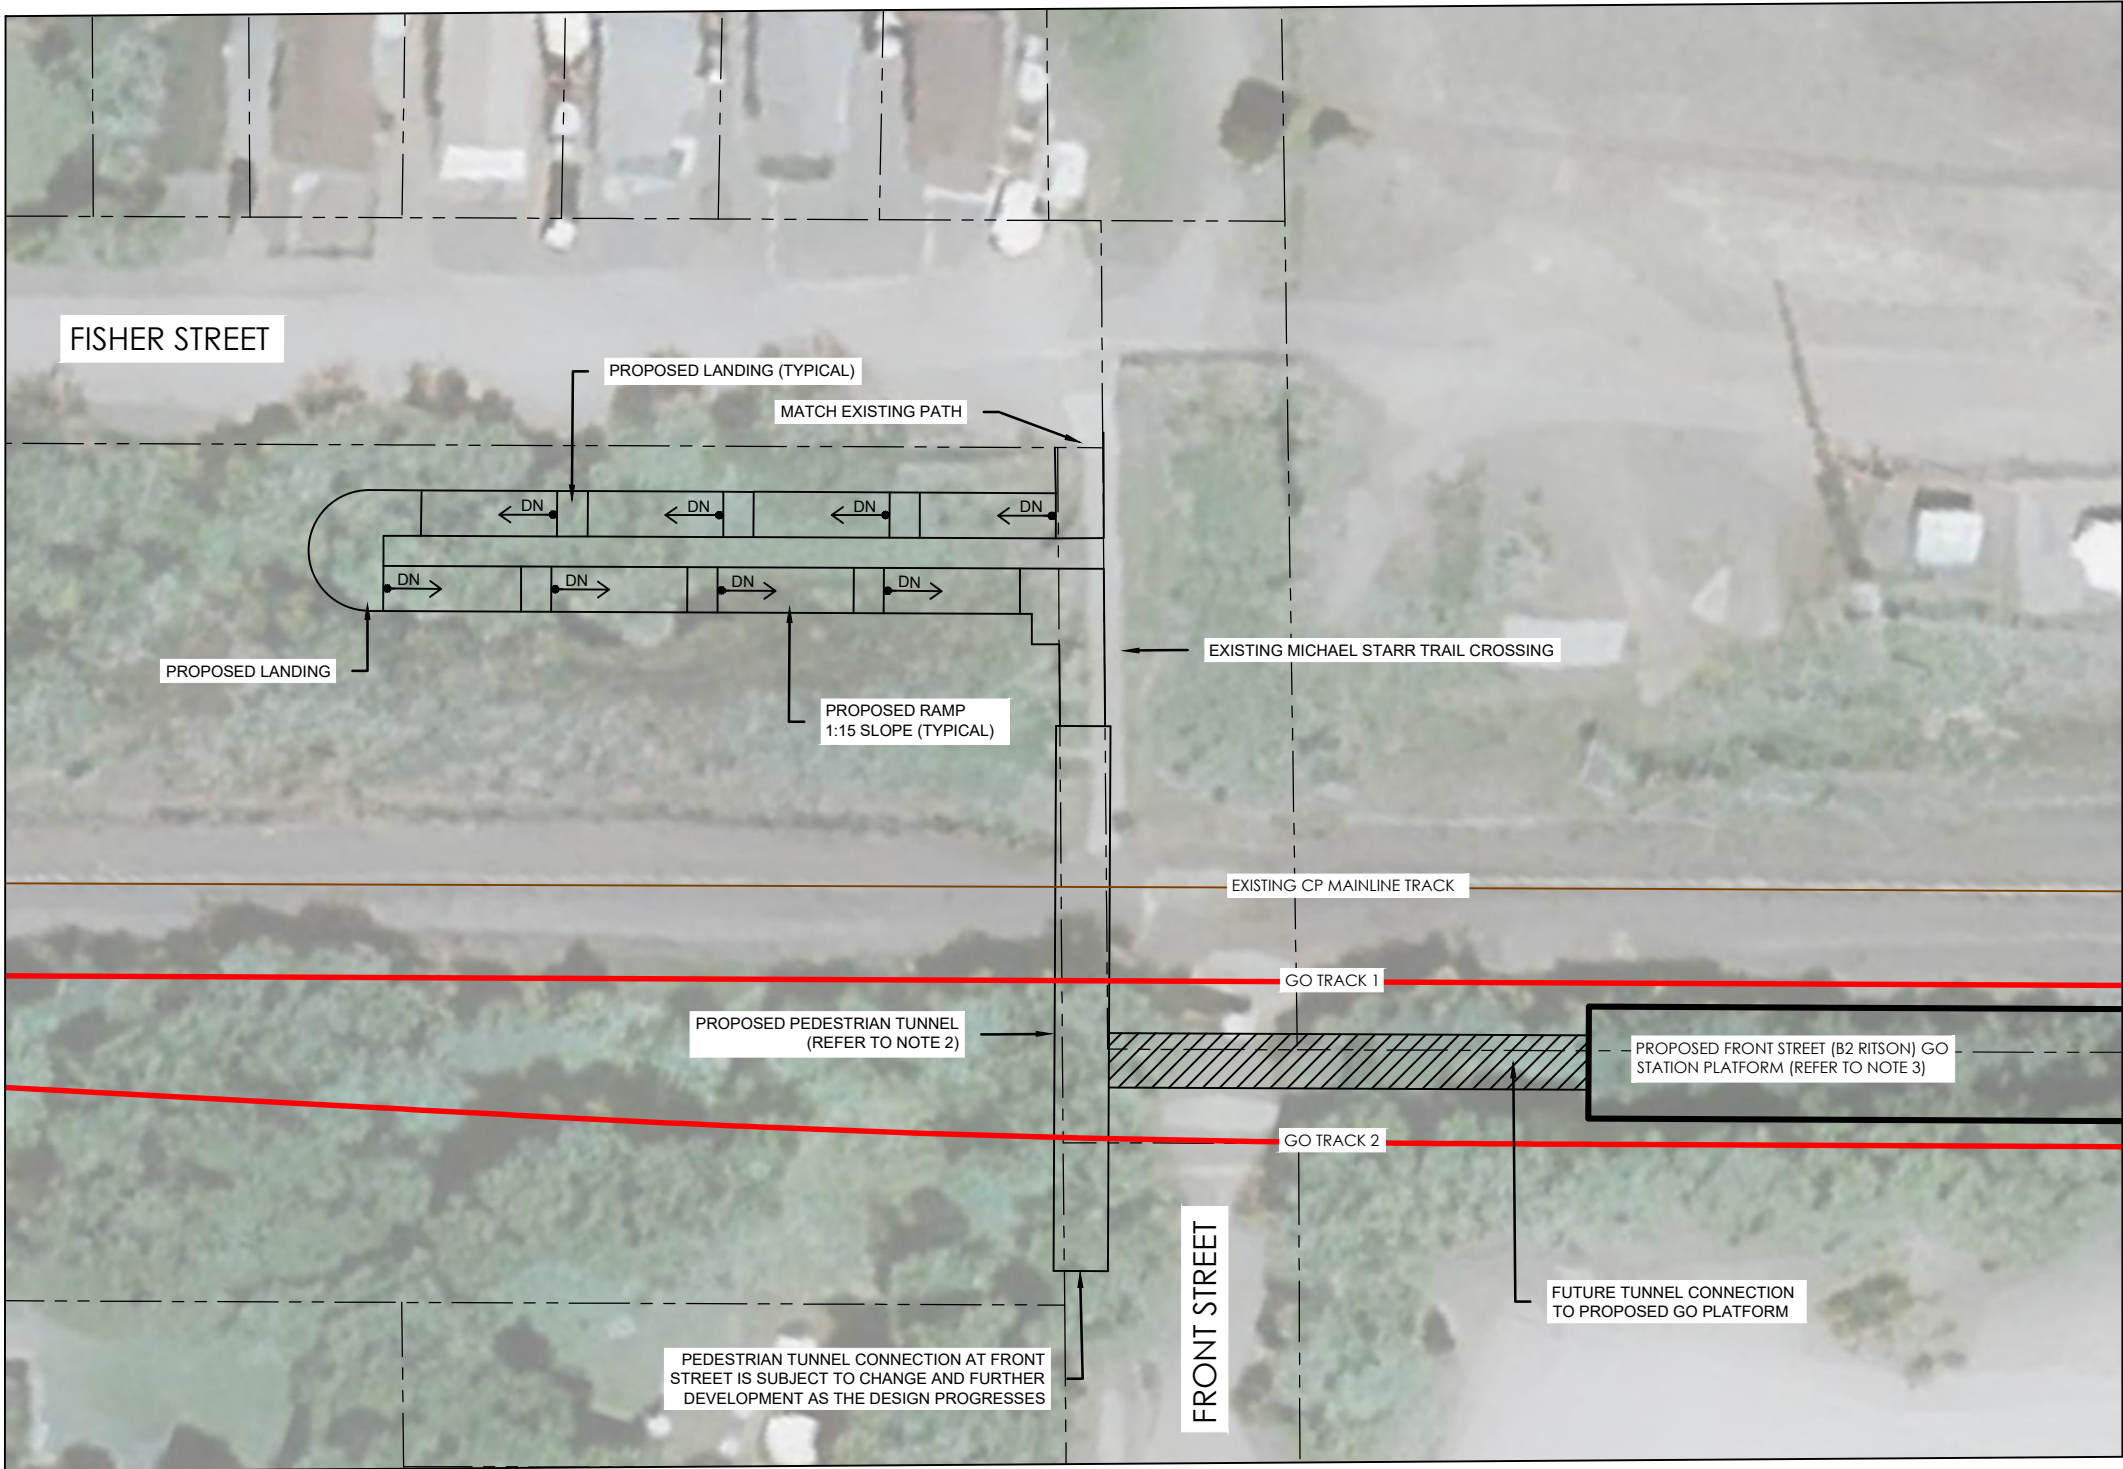 FISHER STREET
PROPOSED LANDING (TYPICAL)
MATCH EXISTING PATH
DN
DN
DN
DN
DN
DN
DN
DN
EXISTING MICHAEL STARR TRAIL CROSSING
PROPOSED LANDING
PROPOSED RAMP
1:15 SLOPE (TYPICAL)
EXISTING CP MAINLINE TRACK
GO TRACK 1
PROPOSED PEDESTRIAN TUNNEL
(REFER TO NOTE 2)
PROPOSED FRONT STREET (B2 RITSON) GO
STATION PLATFORM (REFER TO NOTE 3)
GO TRACK 2
FRONT STREET
FUTURE TUNNEL CONNECTION
TO PROPOSED GO PLATFORM
PEDESTRIAN TUNNEL CONNECTION AT FRONT
STREET IS SUBJECT TO CHANGE AND FURTHER
DEVELOPMENT AS THE DESIGN PROGRESSES